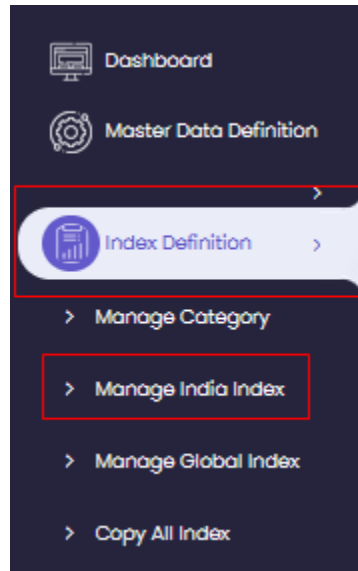 Dashboard
Master Data Definition
Index Definition
Manage Category
Manage India Index
Manage Global Index
Copy All Index